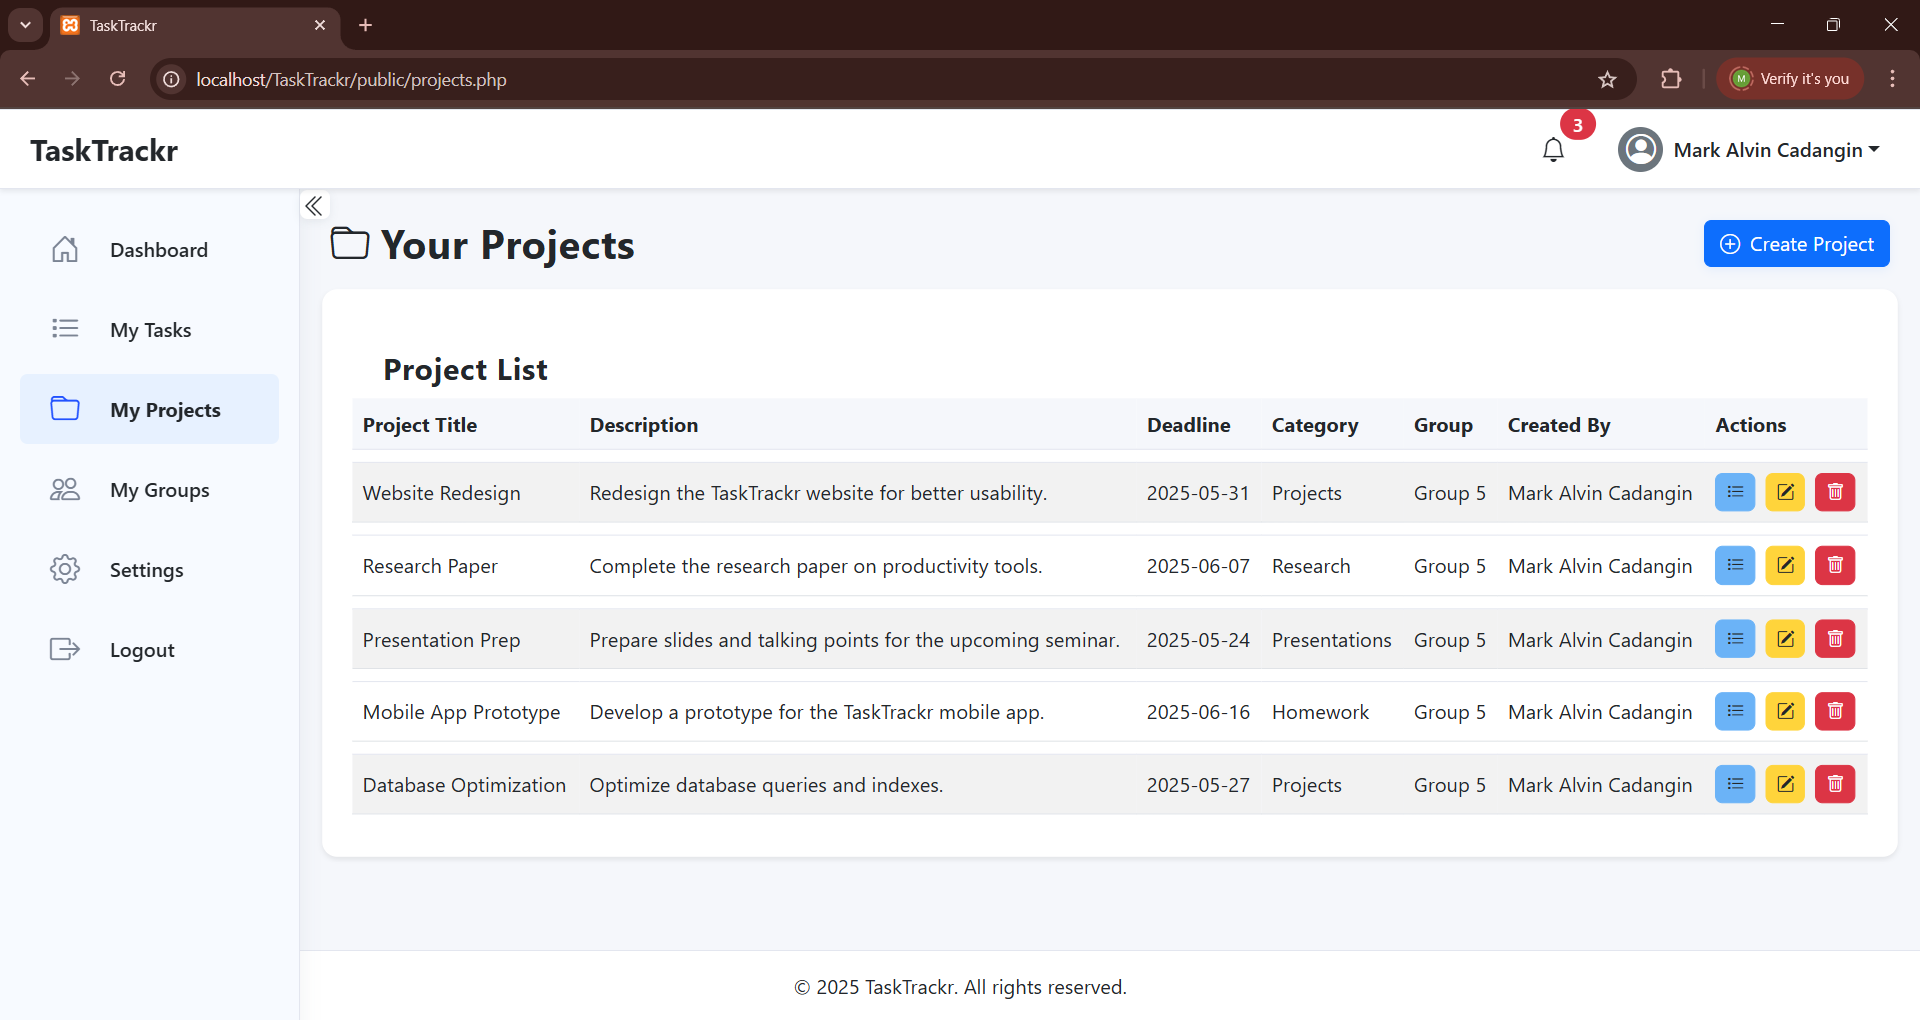 TaskTrackr
localhost/TaskTrackr/public/projects.php
M Verify it's you
TaskTrackr
3
Mark Alvin Cadangin
Dashboard
My Tasks
My Projects
My Groups
Settings
Logout
Your Projects
Create Project
Project List
Project Title Description Deadline Category Group Created By Actions
Website Redesign Redesign the TaskTrackr website for better usability. 2025-05-31 Projects Group 5 Mark Alvin Cadangin
Research Paper Complete the research paper on productivity tools. 2025-06-07 Research Group 5 Mark Alvin Cadangin
Presentation Prep Prepare slides and talking points for the upcoming seminar. 2025-05-24 Presentations Group 5 Mark Alvin Cadangin
Mobile App Prototype Develop a prototype for the TaskTrackr mobile app. 2025-06-16 Homework Group 5 Mark Alvin Cadangin
Database Optimization Optimize database queries and indexes. 2025-05-27 Projects Group 5 Mark Alvin Cadangin
© 2025 TaskTrackr. All rights reserved.